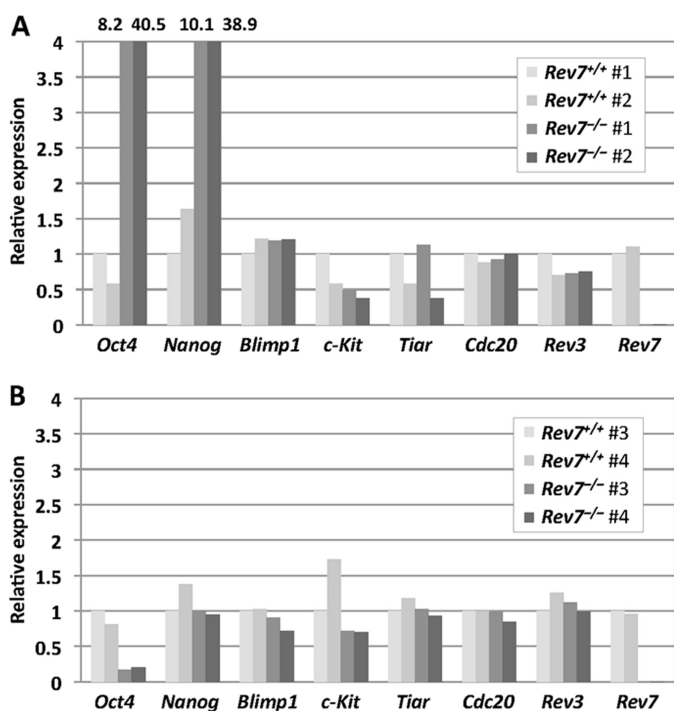 A
8.2 40.5 10.1 38.9
Relative expression
4
3.5
3
2.5
2
1.5
1
0.5
0
Rev7+/+ #1
Rev7+/+ #2
Rev7−/− #1
Rev7−/− #2
Oct4 Nanog Blimp1 c-Kit Tiar Cdc20 Rev3 Rev7
B
Relative expression
4
3.5
3
2.5
2
1.5
1
0.5
0
Rev7+/+ #3
Rev7+/+ #4
Rev7−/− #3
Rev7−/− #4
Oct4 Nanog Blimp1 c-Kit Tiar Cdc20 Rev3 Rev7